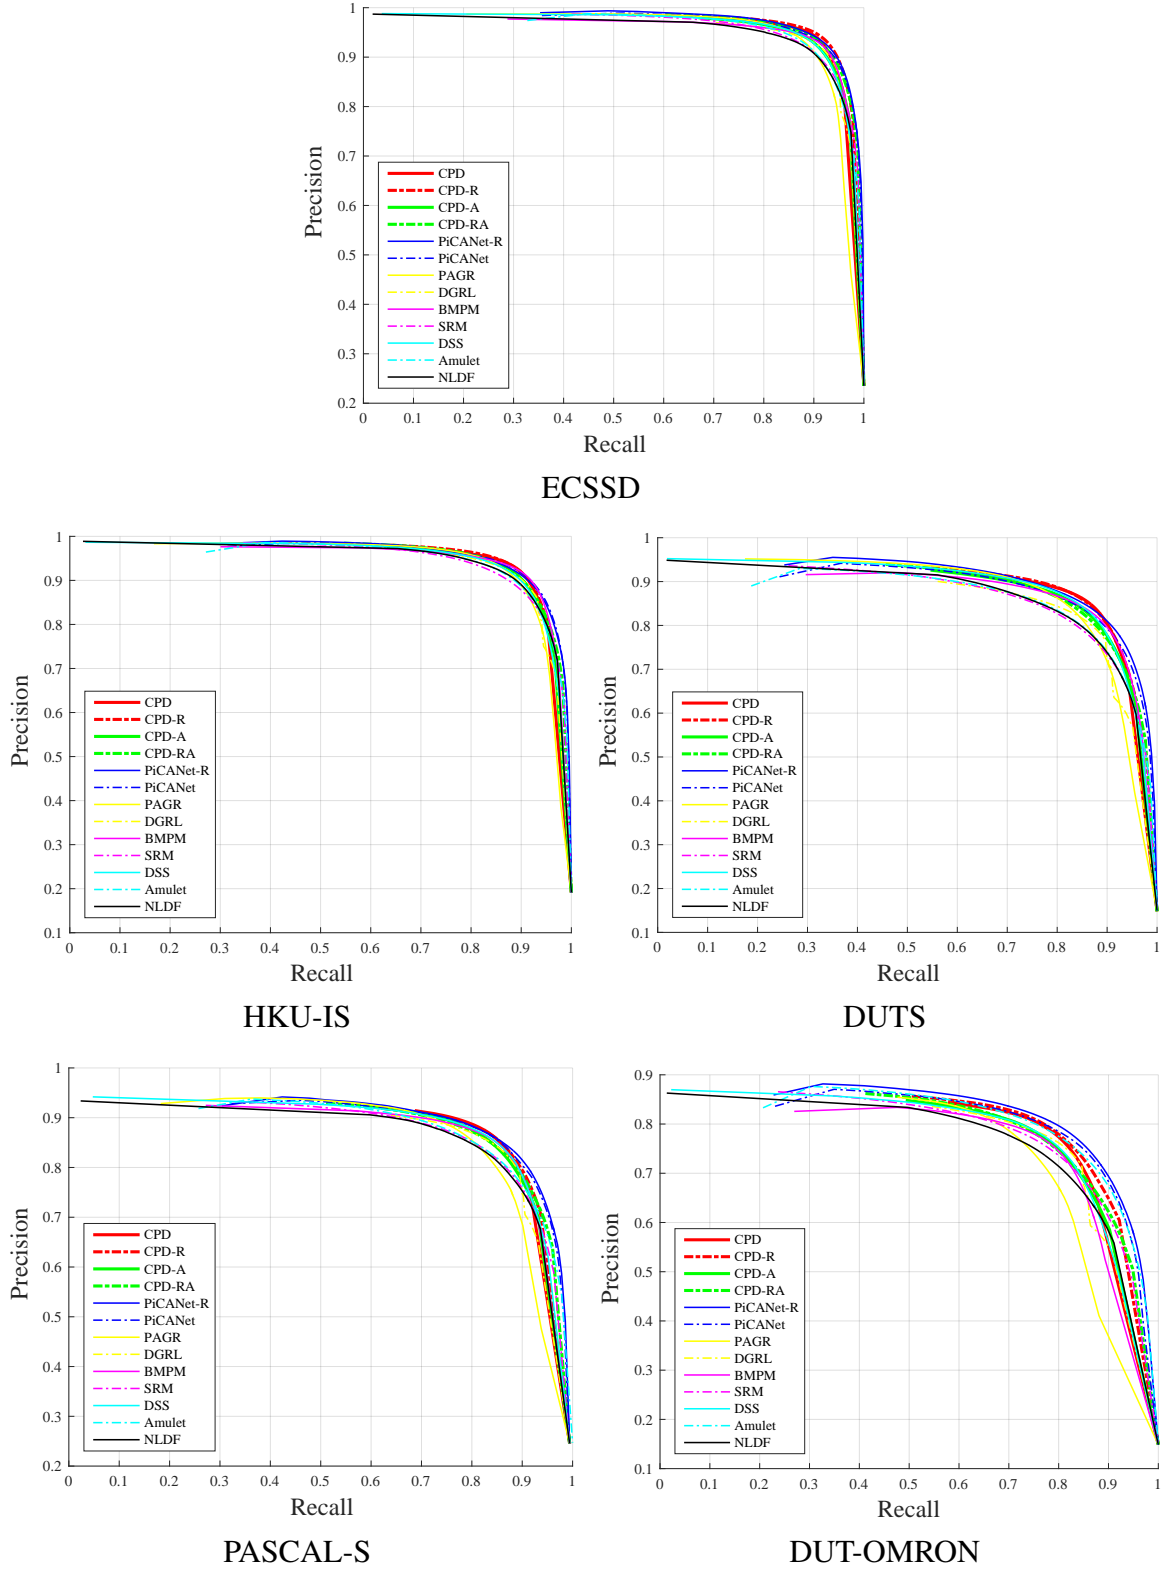 1
0.9
0.8
0.7
0.6
0.5
0.4
0.3
0.2
Precision
CPD
CPD-R
CPD-A
CPD-RA
PiCANet-R
PiCANet
PAGR
DGRL
BMPM
SRM
DSS
Amulet
NLDF
0 0.1 0.2 0.3 0.4 0.5 0.6 0.7 0.8 0.9 1
Recall
ECSSD
1
0.9
0.8
0.7
0.6
0.5
0.4
0.3
0.2
0.1
Precision
CPD
CPD-R
CPD-A
CPD-RA
PiCANet-R
PiCANet
PAGR
DGRL
BMPM
SRM
DSS
Amulet
NLDF
0 0.1 0.2 0.3 0.4 0.5 0.6 0.7 0.8 0.9 1
Recall
HKU-IS
1
0.9
0.8
0.7
0.6
0.5
0.4
0.3
0.2
0.1
Precision
CPD
CPD-R
CPD-A
CPD-RA
PiCANet-R
PiCANet
PAGR
DGRL
BMPM
SRM
DSS
Amulet
NLDF
0 0.1 0.2 0.3 0.4 0.5 0.6 0.7 0.8 0.9 1
Recall
DUTS
1
0.9
0.8
0.7
0.6
0.5
0.4
0.3
0.2
Precision
CPD
CPD-R
CPD-A
CPD-RA
PiCANet-R
PiCANet
PAGR
DGRL
BMPM
SRM
DSS
Amulet
NLDF
0 0.1 0.2 0.3 0.4 0.5 0.6 0.7 0.8 0.9 1
Recall
PASCAL-S
0.9
0.8
0.7
0.6
0.5
0.4
0.3
0.2
0.1
Precision
CPD
CPD-R
CPD-A
CPD-RA
PiCANet-R
PiCANet
PAGR
DGRL
BMPM
SRM
DSS
Amulet
NLDF
0 0.1 0.2 0.3 0.4 0.5 0.6 0.7 0.8 0.9 1
Recall
DUT-OMRON